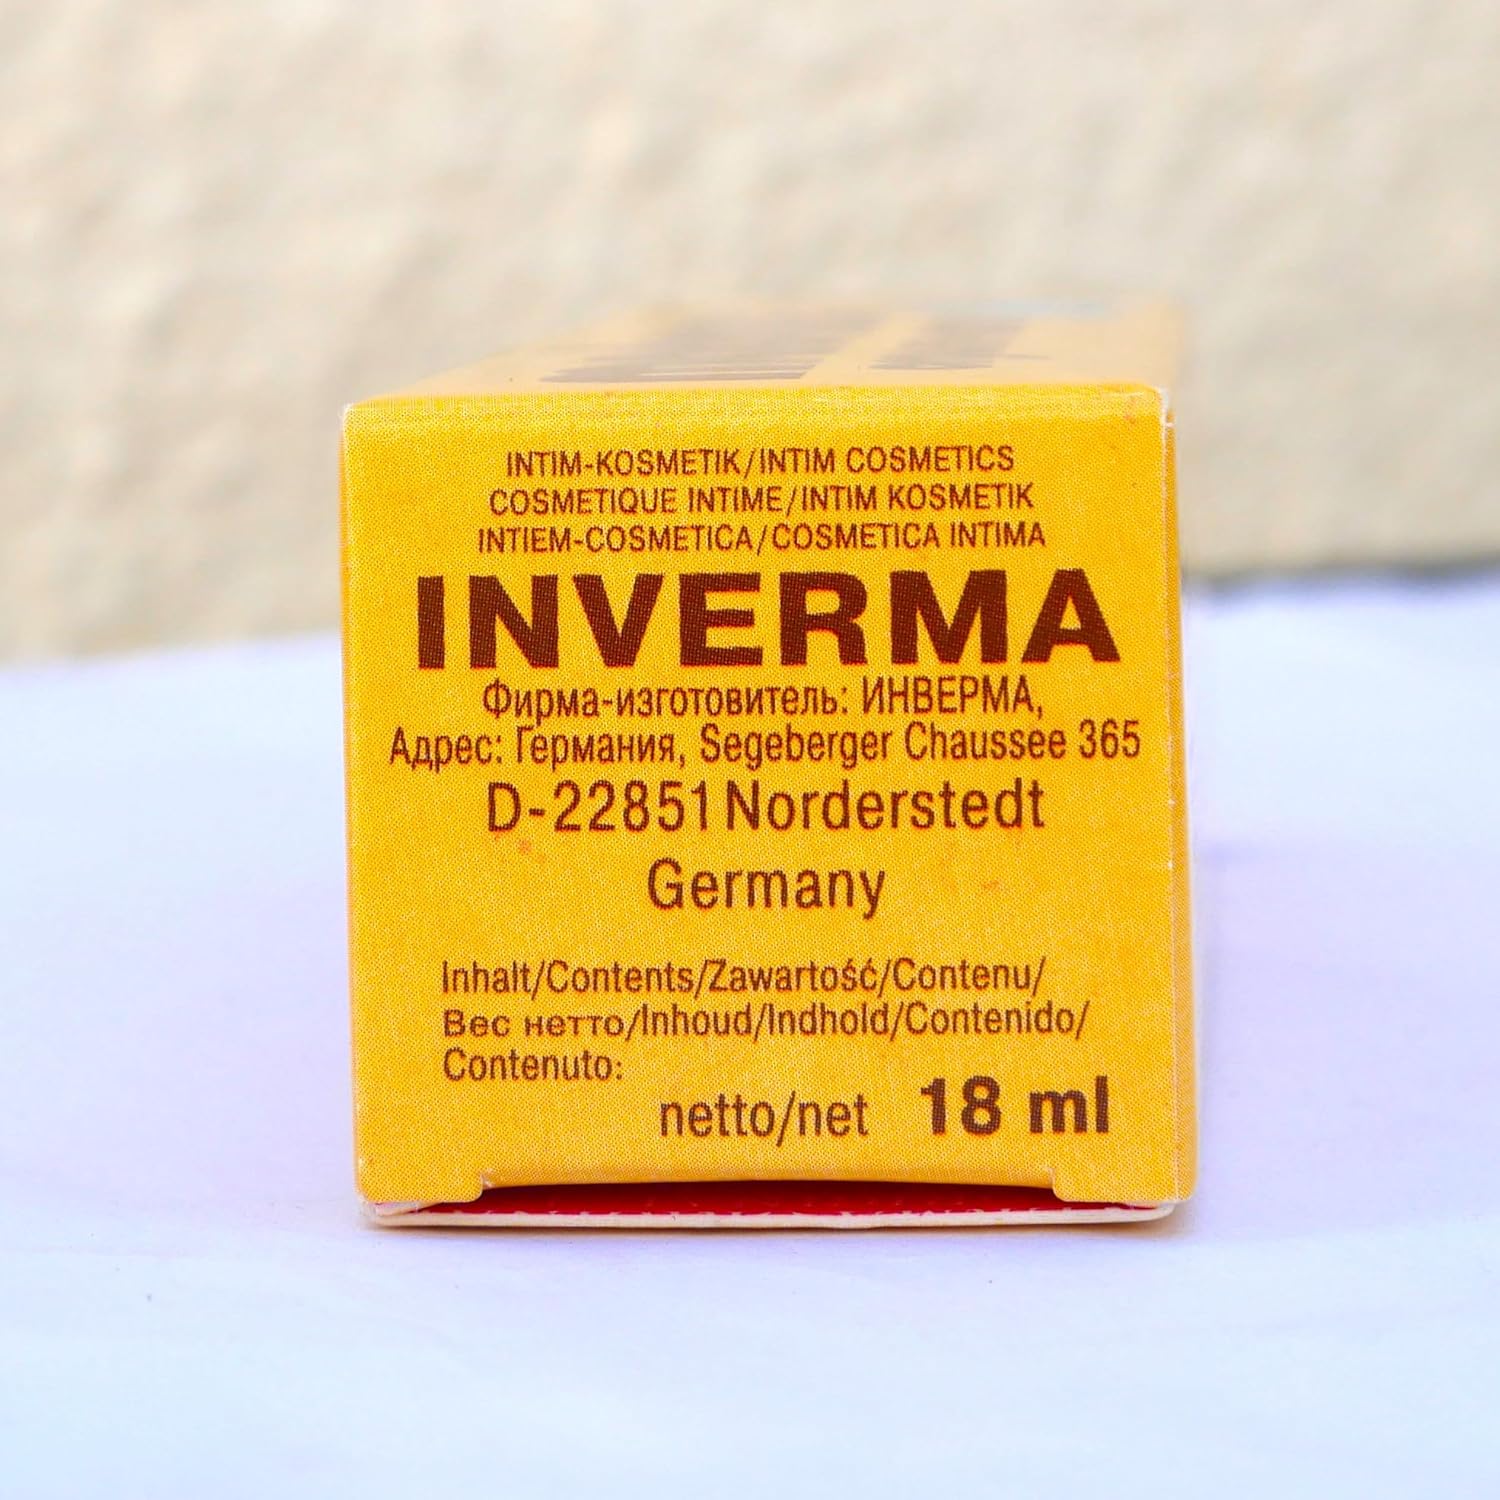 INTIM-KOSMETIK/INTIM COSMETICS
COSMETIQUE INTIME/INTIM KOSMETIK
INTIEM-COSMETICA/COSMETICA INTIMA
INVERMA
Фирма-изготовитель: ИНВЕРМА,
Адрес: Германия, Segeberger Chaussee 365
D-22851 Norderstedt
Germany
Inhalt/Contents/Zawartość/Contenu/
Вес нетто/Inhoud/Indhold/Contenido/
Contenuto:
netto/net 18 ml